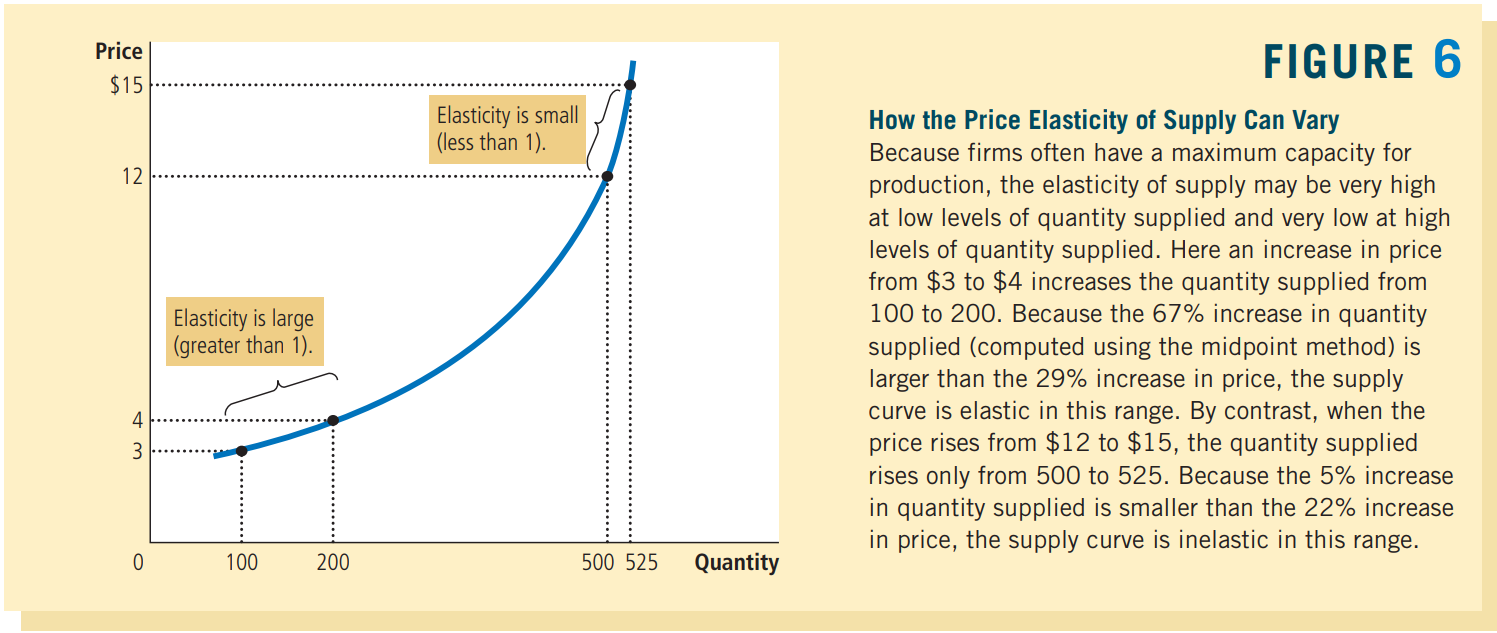 Price
$15
12
4
3
Elasticity is small
(less than 1).
Elasticity is large
(greater than 1).
0
100
200
500
525
Quantity
FIGURE 6
How the Price Elasticity of Supply Can Vary
Because firms often have a maximum capacity for
production, the elasticity of supply may be very high
at low levels of quantity supplied and very low at high
levels of quantity supplied. Here an increase in price
from $3 to $4 increases the quantity supplied from
100 to 200. Because the 67% increase in quantity
supplied (computed using the midpoint method) is
larger than the 29% increase in price, the supply
curve is elastic in this range. By contrast, when the
price rises from $12 to $15, the quantity supplied
rises only from 500 to 525. Because the 5% increase
in quantity supplied is smaller than the 22% increase
in price, the supply curve is inelastic in this range.